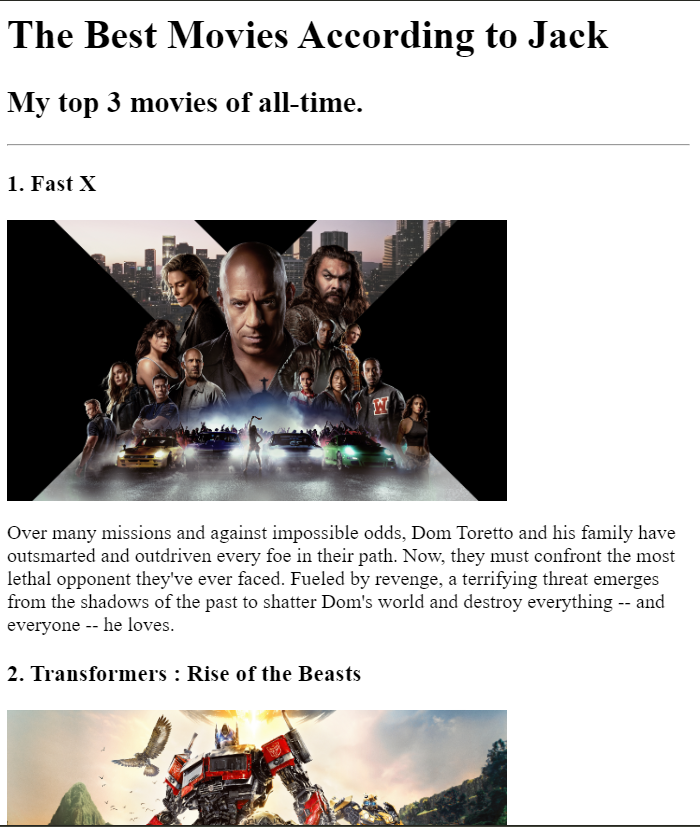 The Best Movies According to Jack
My top 3 movies of all-time.
1. Fast X
W
Over many missions and against impossible odds, Dom Toretto and his family have
outsmarted and outdriven every foe in their path. Now, they must confront the most
lethal opponent they've ever faced. Fueled by revenge, a terrifying threat emerges
from the shadows of the past to shatter Dom's world and destroy everything -- and
everyone -- he loves.
2. Transformers : Rise of the Beasts